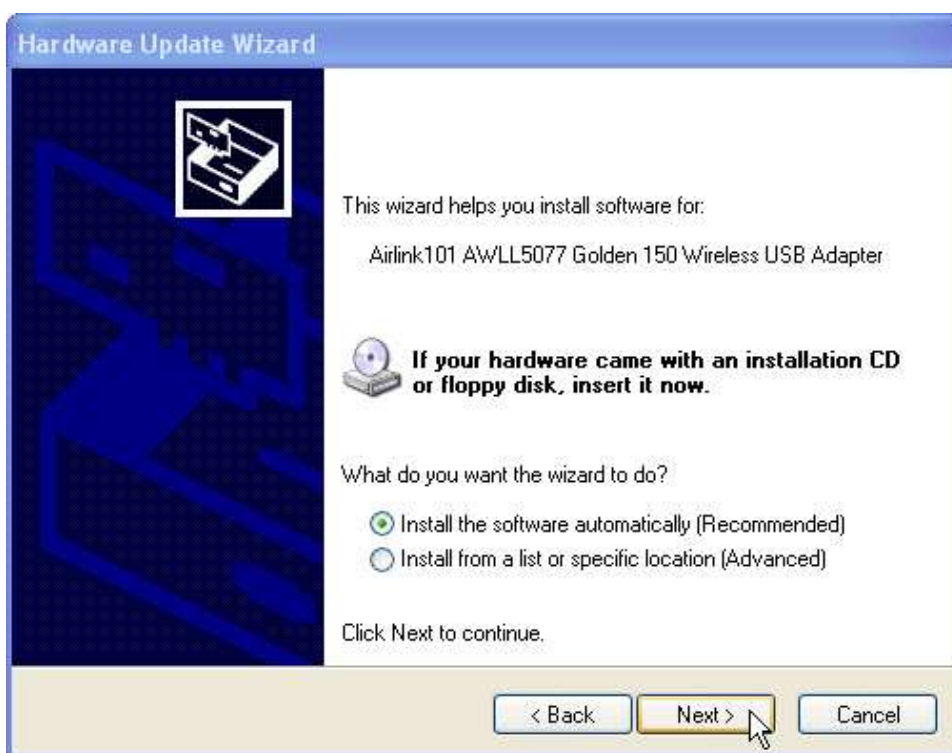 Hardware Update Wizard
This wizard helps you install software for:
Airlink101 AWLL5077 Golden 150 Wireless USB Adapter
If your hardware came with an installation CD
or floppy disk, insert it now.
What do you want the wizard to do?
Install the software automatically (Recommended)
Install from a list or specific location (Advanced)
Click Next to continue.
< Back Next > Cancel